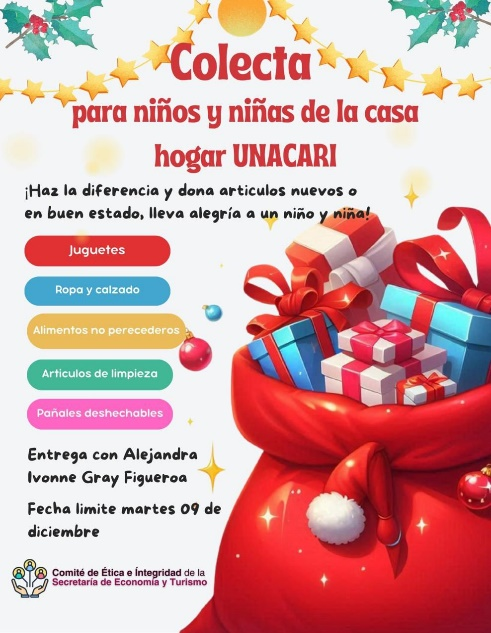 Colecta
para niños y niñas de la casa
hogar UNACARI
¡Haz la diferencia y dona articulos nuevos o
en buen estado, lleva alegría a un niño y niña!
Juguetes
Ropa y calzado
Alimentos no perecederos
Articulos de limpieza
Pañales deshechables
Entrega con Alejandra
Ivonne Gray Figueroa
Fecha limite martes 09 de
diciembre
Comité de Ética e Íntegridad de la
Secretaría de Economía y Turismo